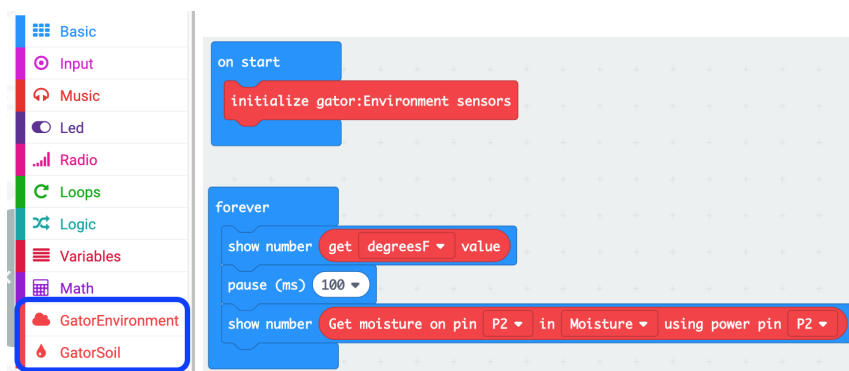 Basic
Input
Music
Led
Radio
Loops
Logic
Variables
Math
GatorEnvironment
GatorSoil
on start
initialize gator:Environment sensors
forever
show number get degreesF value
pause (ms) 100
show number Get moisture on pin P2 in Moisture using power pin P2